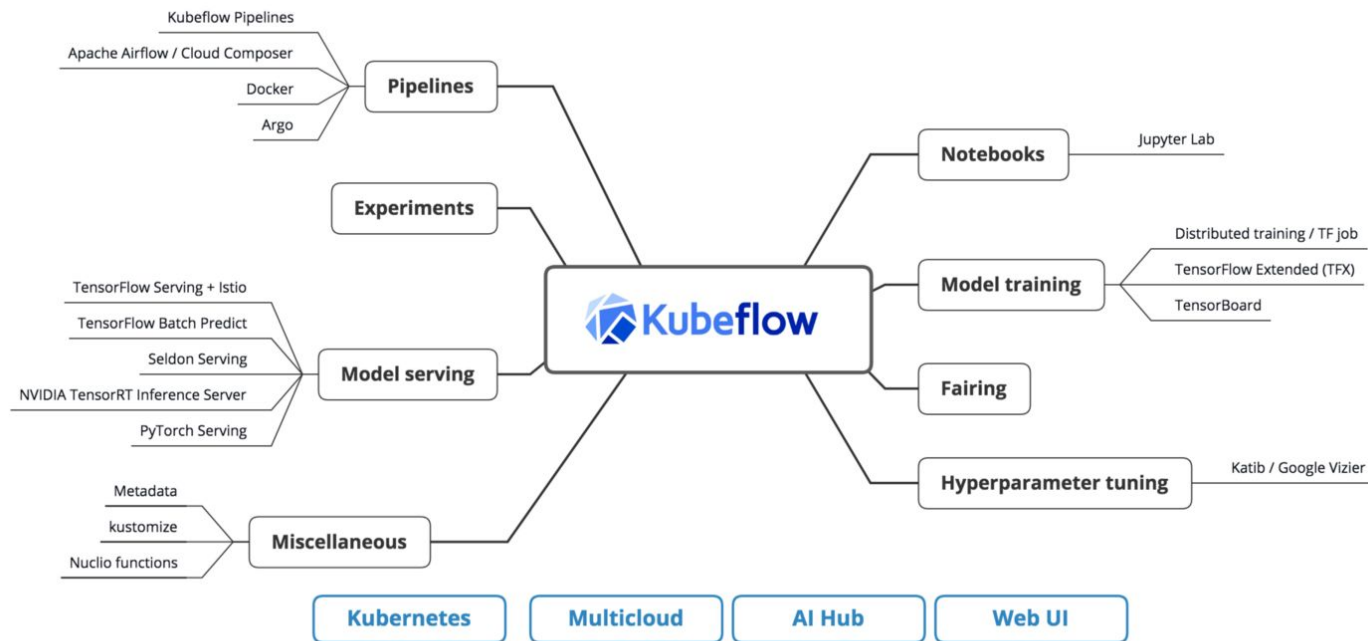 Kubeflow Pipelines
Apache Airflow / Cloud Composer
Docker
Argo
Pipelines
Experiments
TensorFlow Serving + Istio
TensorFlow Batch Predict
Seldon Serving
NVIDIA TensorRT Inference Server
PyTorch Serving
Model serving
Metadata
kustomize
Nuclio functions
Miscellaneous
Kubeflow
Notebooks
Jupyter Lab
Model training
Distributed training / TF job
TensorFlow Extended (TFX)
TensorBoard
Fairing
Hyperparameter tuning
Katib / Google Vizier
Kubernetes
Multicloud
AI Hub
Web UI